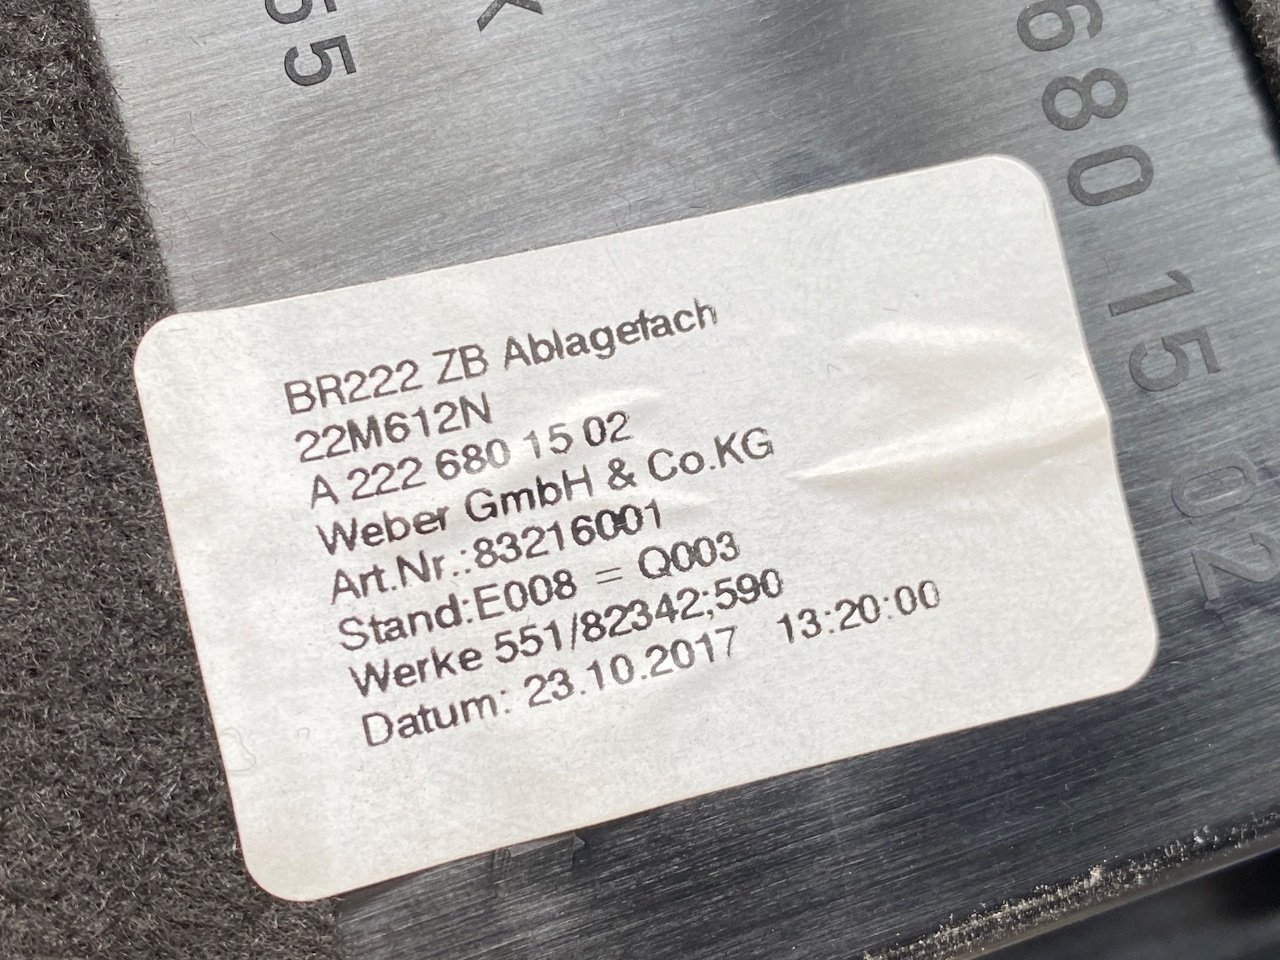 BR222 ZB Ablagefach
22M612N
A 222 680 15 02
Weber GmbH & Co.KG
Art.Nr.:83216001
Stand:E008 = Q003
Werke 551/82342;590
Datum: 23.10.2017 13:20:00
680 15 02
55